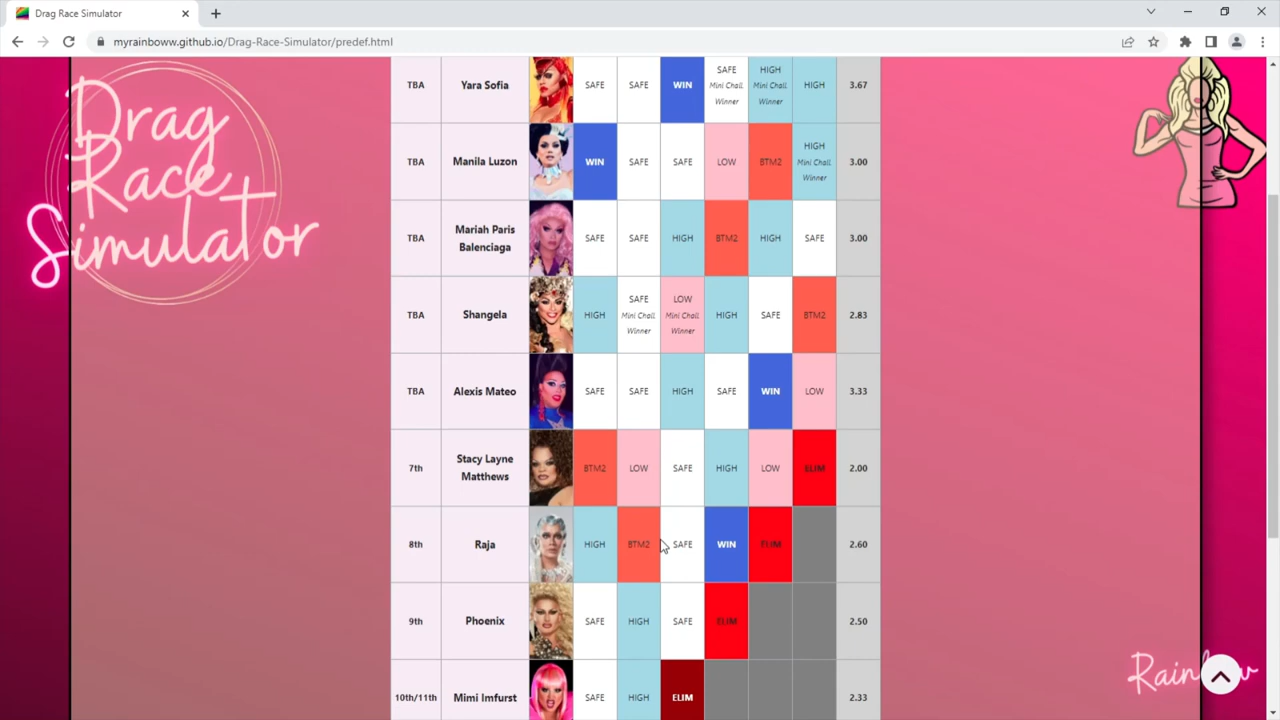 Drag Race Simulator
myrainboww.github.io/Drag-Race-Simulator/predef.html
Drag
Race
Simulator
TBA Yara Sofia SAFE SAFE WIN SAFE Mini Chall Winner HIGH Mini Chall Winner HIGH 3.67
TBA Manila Luzon WIN SAFE SAFE LOW BTM2 HIGH Mini Chall Winner 3.00
TBA Mariah Paris Balenciaga SAFE SAFE HIGH BTM2 HIGH SAFE 3.00
TBA Shangela HIGH SAFE Mini Chall Winner LOW Mini Chall Winner HIGH SAFE BTM2 2.83
TBA Alexis Mateo SAFE SAFE HIGH SAFE WIN LOW 3.33
7th Stacy Layne Matthews BTM2 LOW SAFE HIGH LOW ELIM 2.00
8th Raja HIGH BTM2 SAFE WIN ELIM 2.60
9th Phoenix SAFE HIGH SAFE ELIM 2.50
10th/11th Mimi Imfurst SAFE HIGH ELIM 2.33